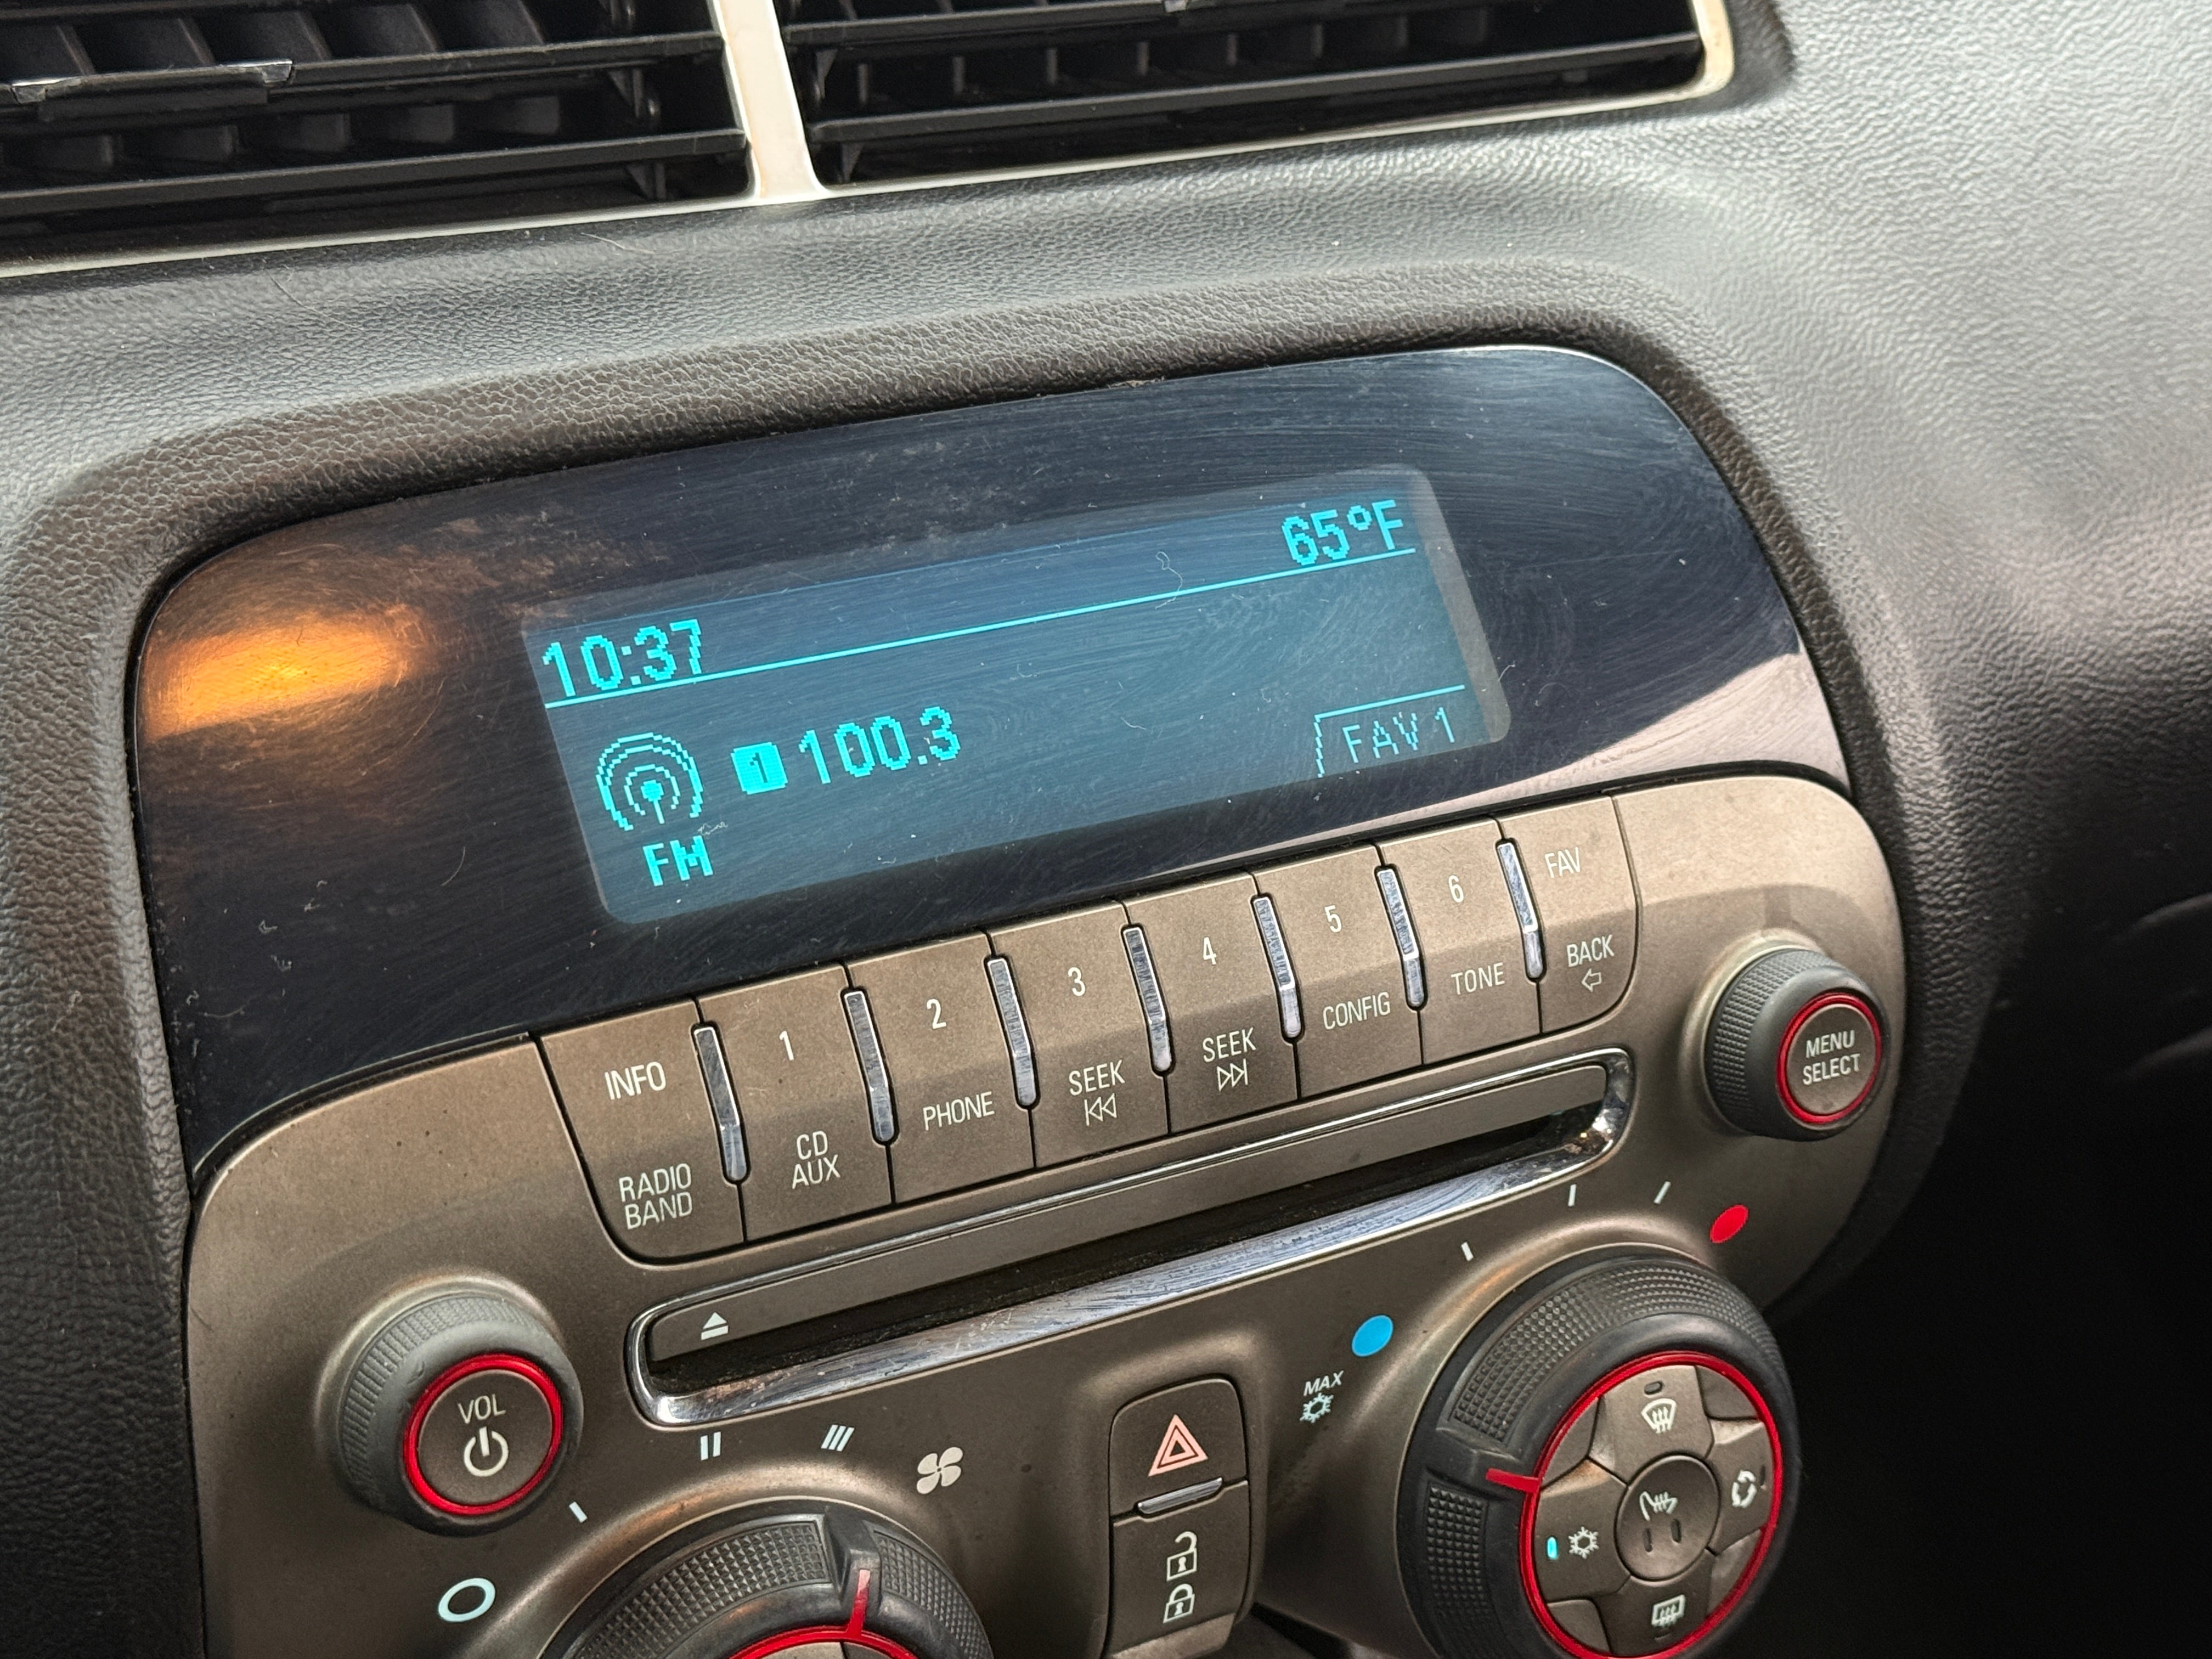 65°F
10:37
1 100.3
FAV 1
FM
INFO
1
2
3
4
5
6
FAV
RADIO
BAND
CD
AUX
PHONE
SEEK
SEEK
CONFIG
TONE
BACK
MENU
SELECT
VOL
MAX